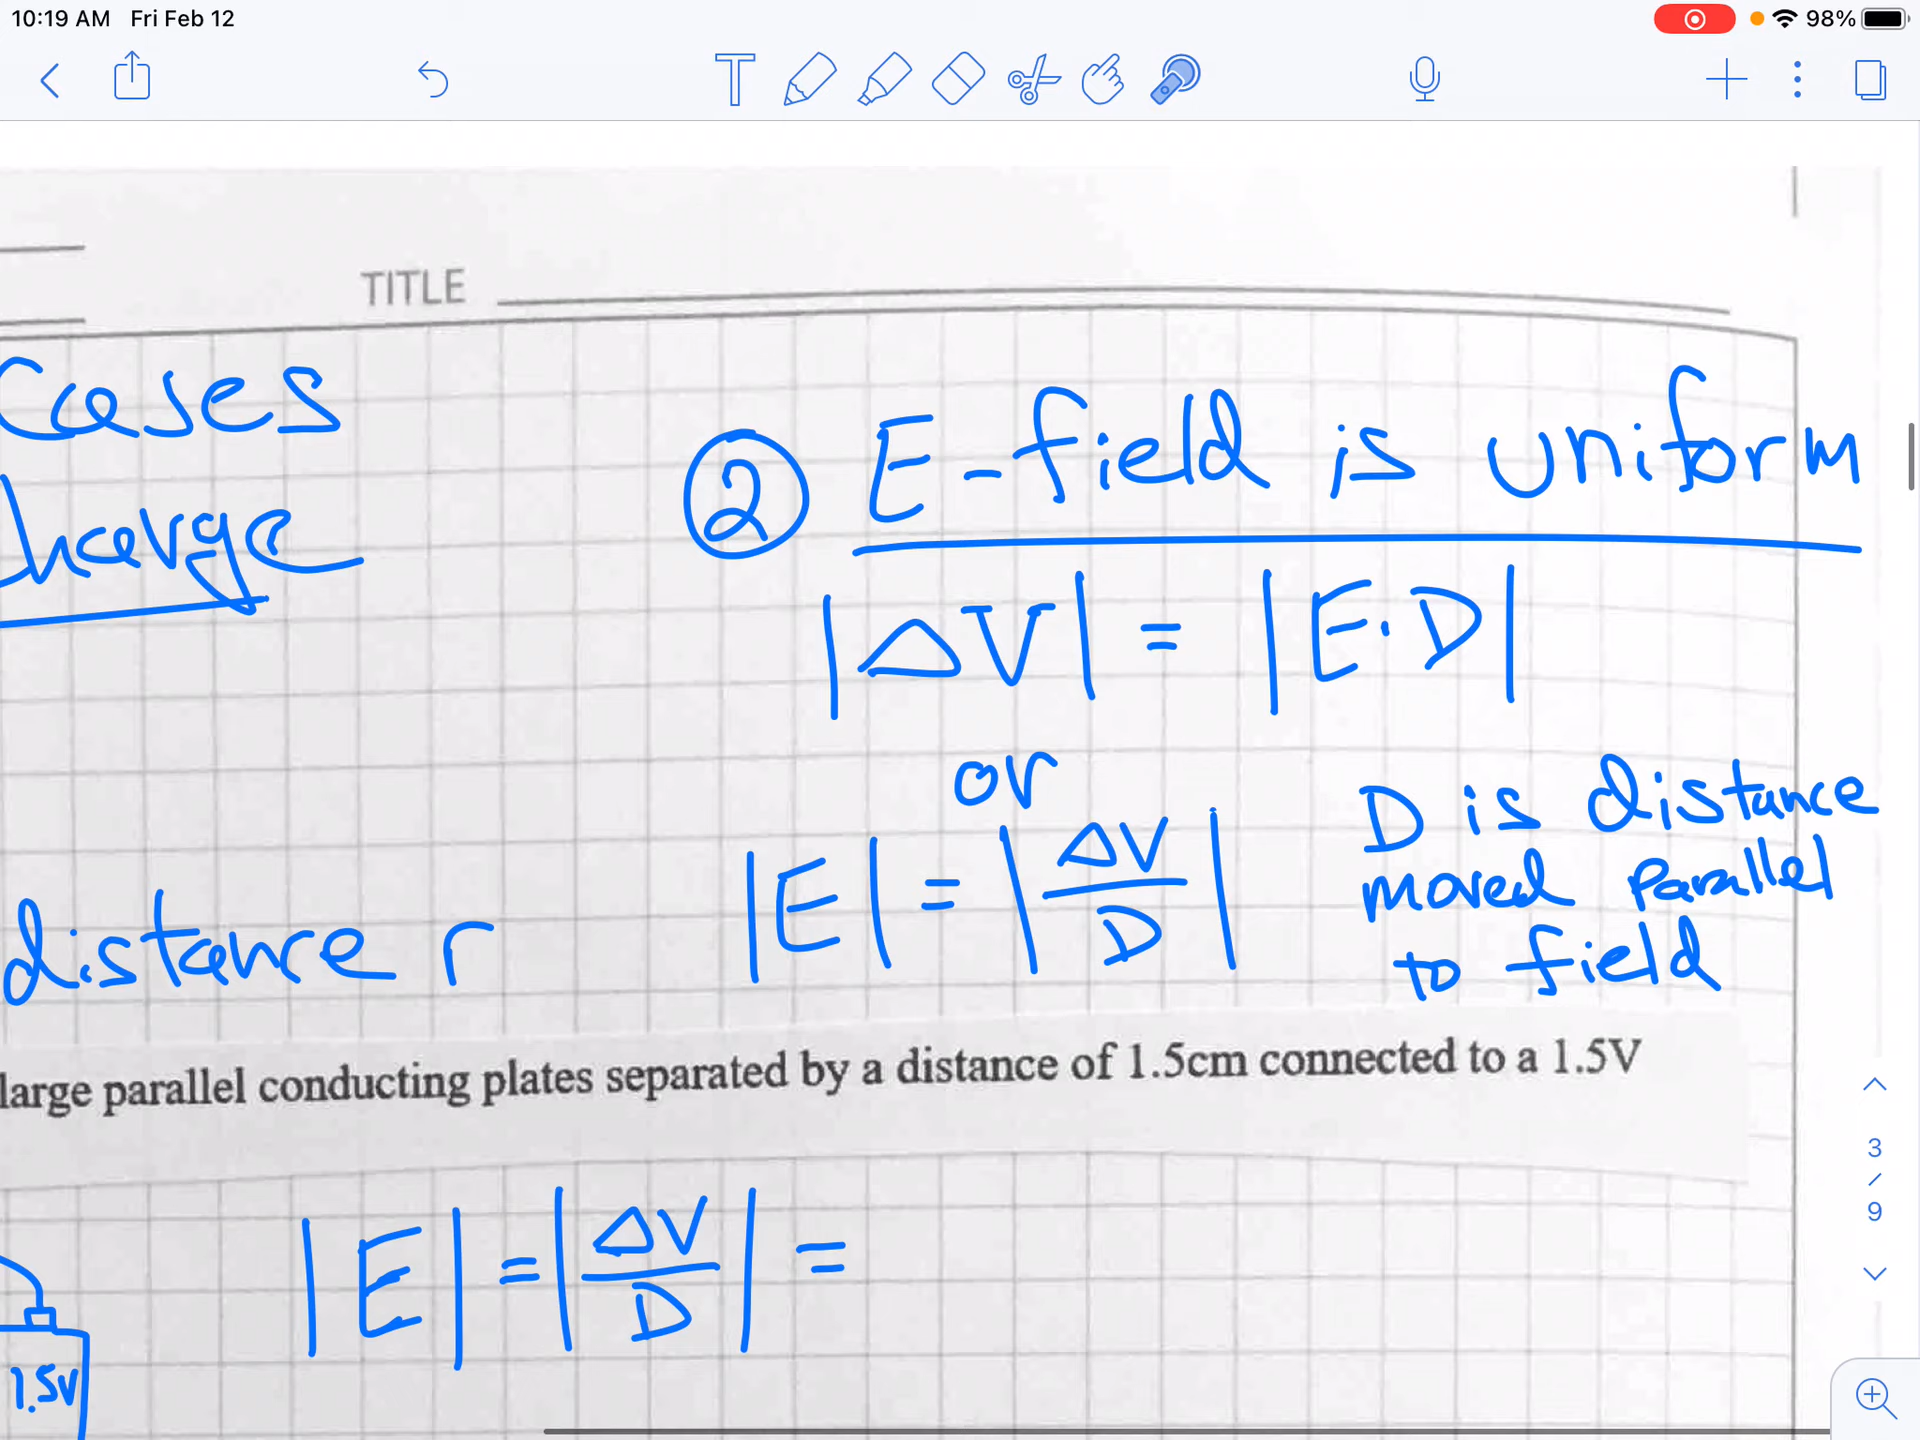 10:19 AM Fri Feb 12
98%
TITLE
Cases
harge
② E-field is uniform
|ΔV| = |E·D|
or
|E| = |ΔV/D|
D is distance
moved parallel
to field
distance r
large parallel conducting plates separated by a distance of 1.5cm connected to a 1.5V
|E| = |ΔV/D| =
1.5V
3
/
9